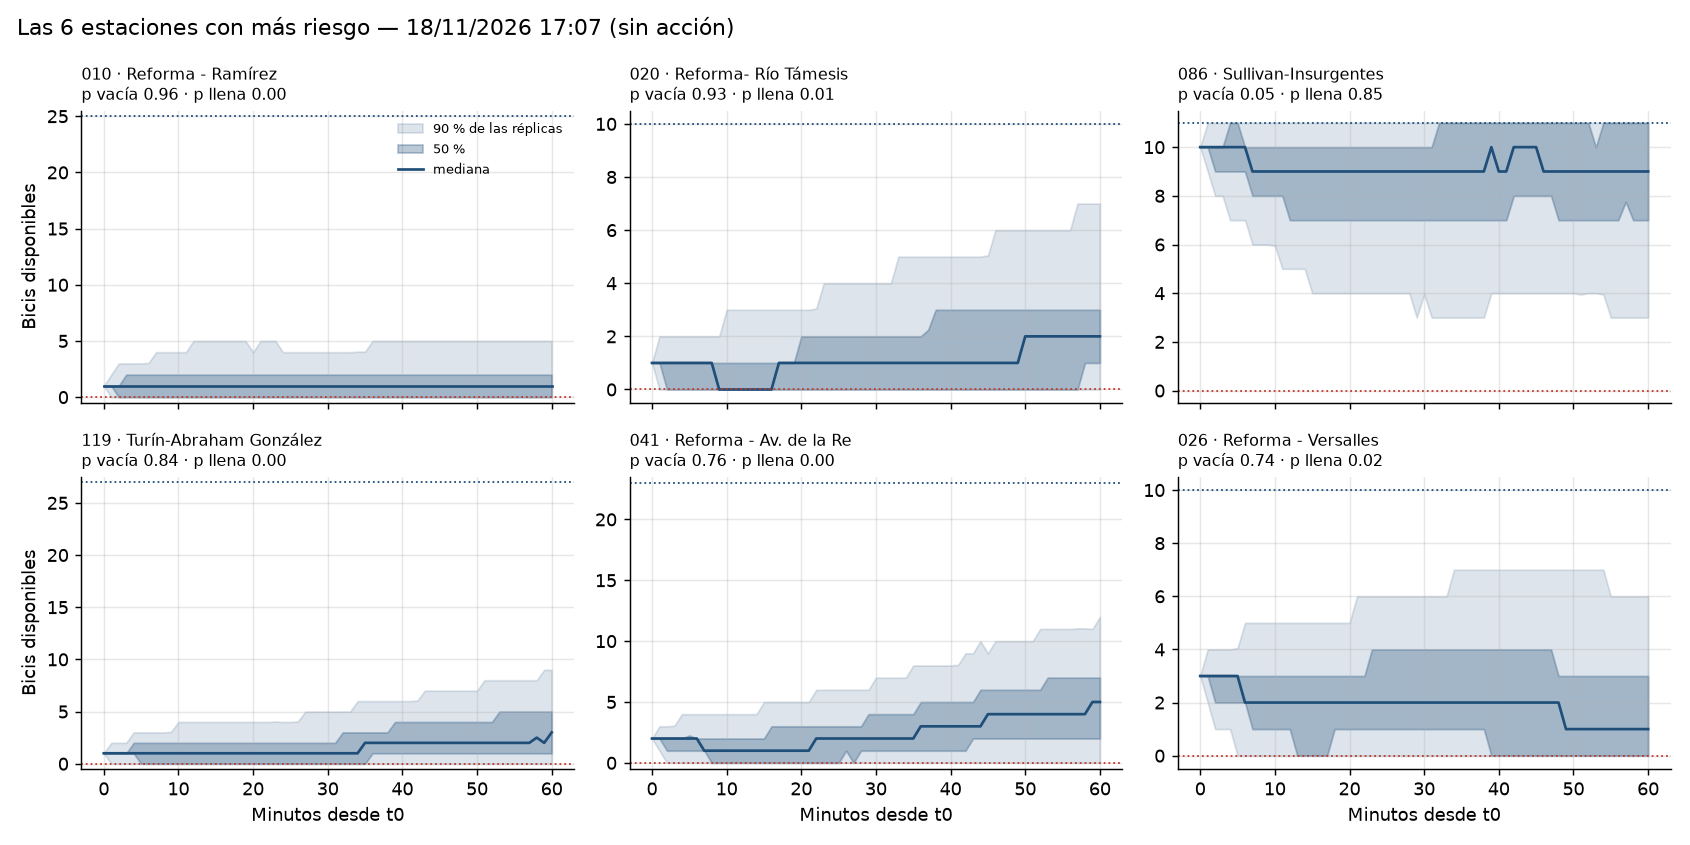 Las 6 estaciones con más riesgo — 18/11/2026 17:07 (sin acción)
010 · Reforma - Ramírez
p vacía 0.96 · p llena 0.00
25
20
15
10
5
0
Bicis disponibles
90 % de las réplicas
50 %
mediana
020 · Reforma- Río Támesis
p vacía 0.93 · p llena 0.01
10
8
6
4
2
0
086 · Sullivan-Insurgentes
p vacía 0.05 · p llena 0.85
10
8
6
4
2
0
119 · Turín-Abraham González
p vacía 0.84 · p llena 0.00
25
20
15
10
5
0
Bicis disponibles
0 10 20 30 40 50 60
Minutos desde t0
041 · Reforma - Av. de la Re
p vacía 0.76 · p llena 0.00
20
15
10
5
0
0 10 20 30 40 50 60
Minutos desde t0
026 · Reforma - Versalles
p vacía 0.74 · p llena 0.02
10
8
6
4
2
0
0 10 20 30 40 50 60
Minutos desde t0